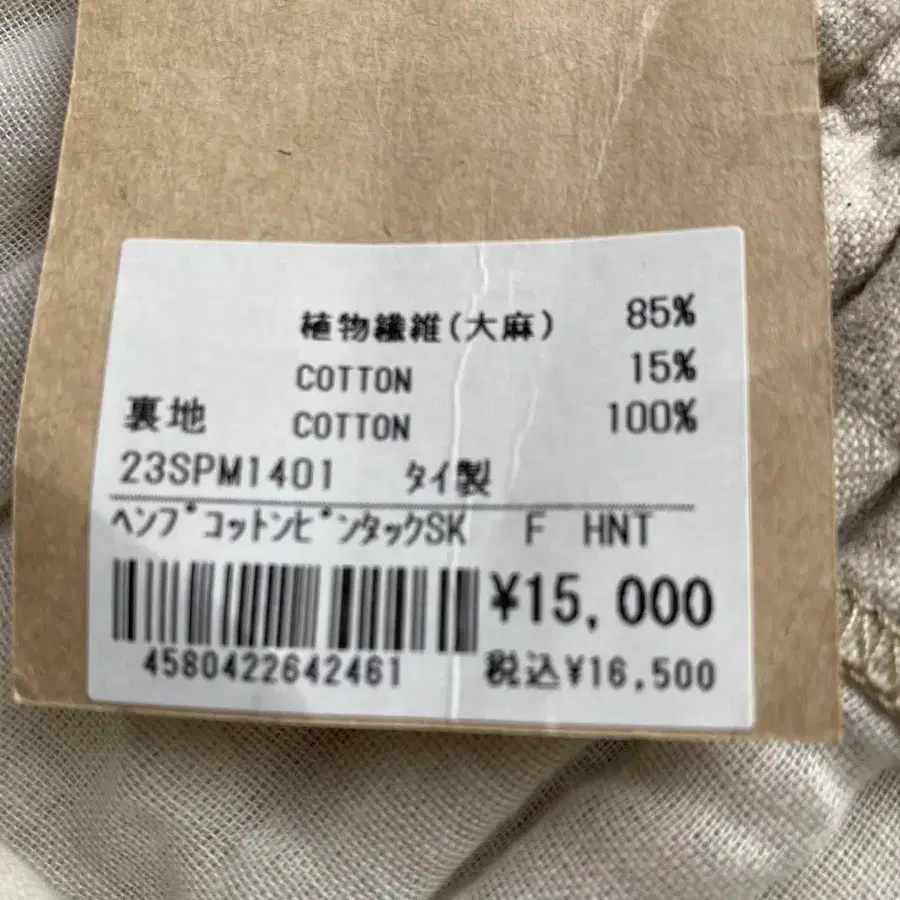 植物繊維(大麻) 85%
COTTON 15%
裏地 COTTON 100%
23SPM1401 タイ製
ﾍﾝﾌﾟｺｯﾄﾝﾋﾟﾝﾀｯｸSK F HNT
¥15,000
4580422642461 税込¥16,500